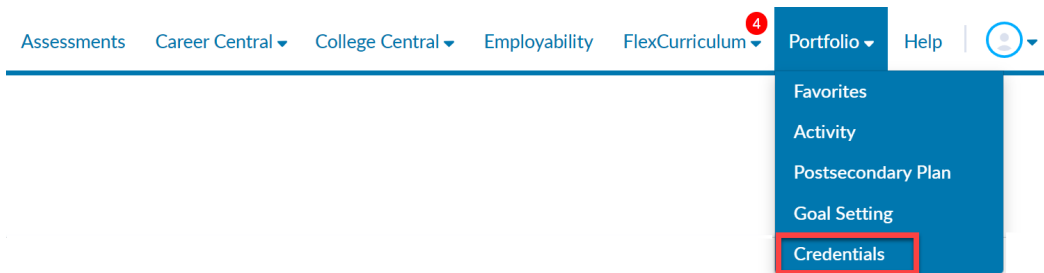 4
Assessments Career Central College Central Employability FlexCurriculum Portfolio Help
Favorites
Activity
Postsecondary Plan
Goal Setting
Credentials